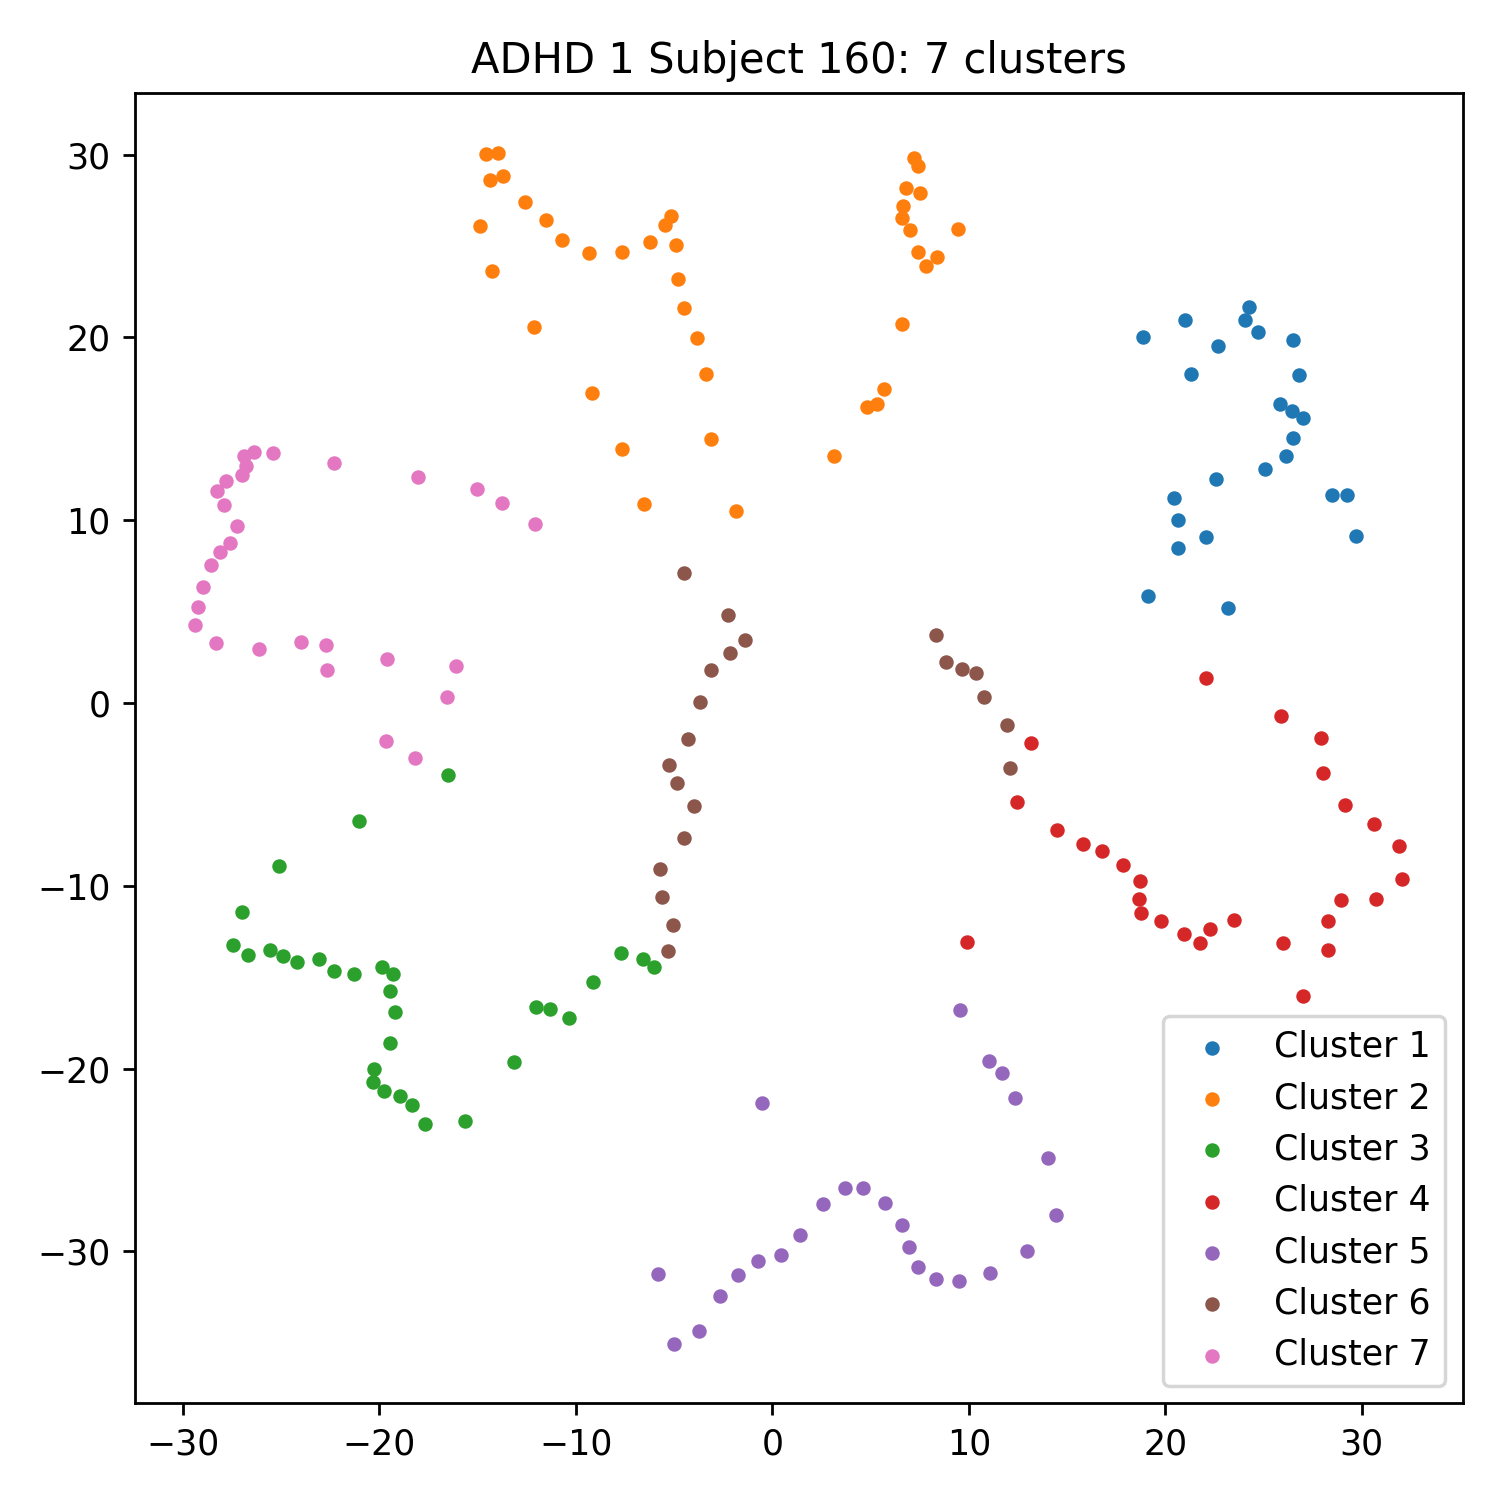 ADHD 1 Subject 160: 7 clusters
30
20
10
0
−10
−20
−30
−30 −20 −10 0 10 20 30
Cluster 1
Cluster 2
Cluster 3
Cluster 4
Cluster 5
Cluster 6
Cluster 7